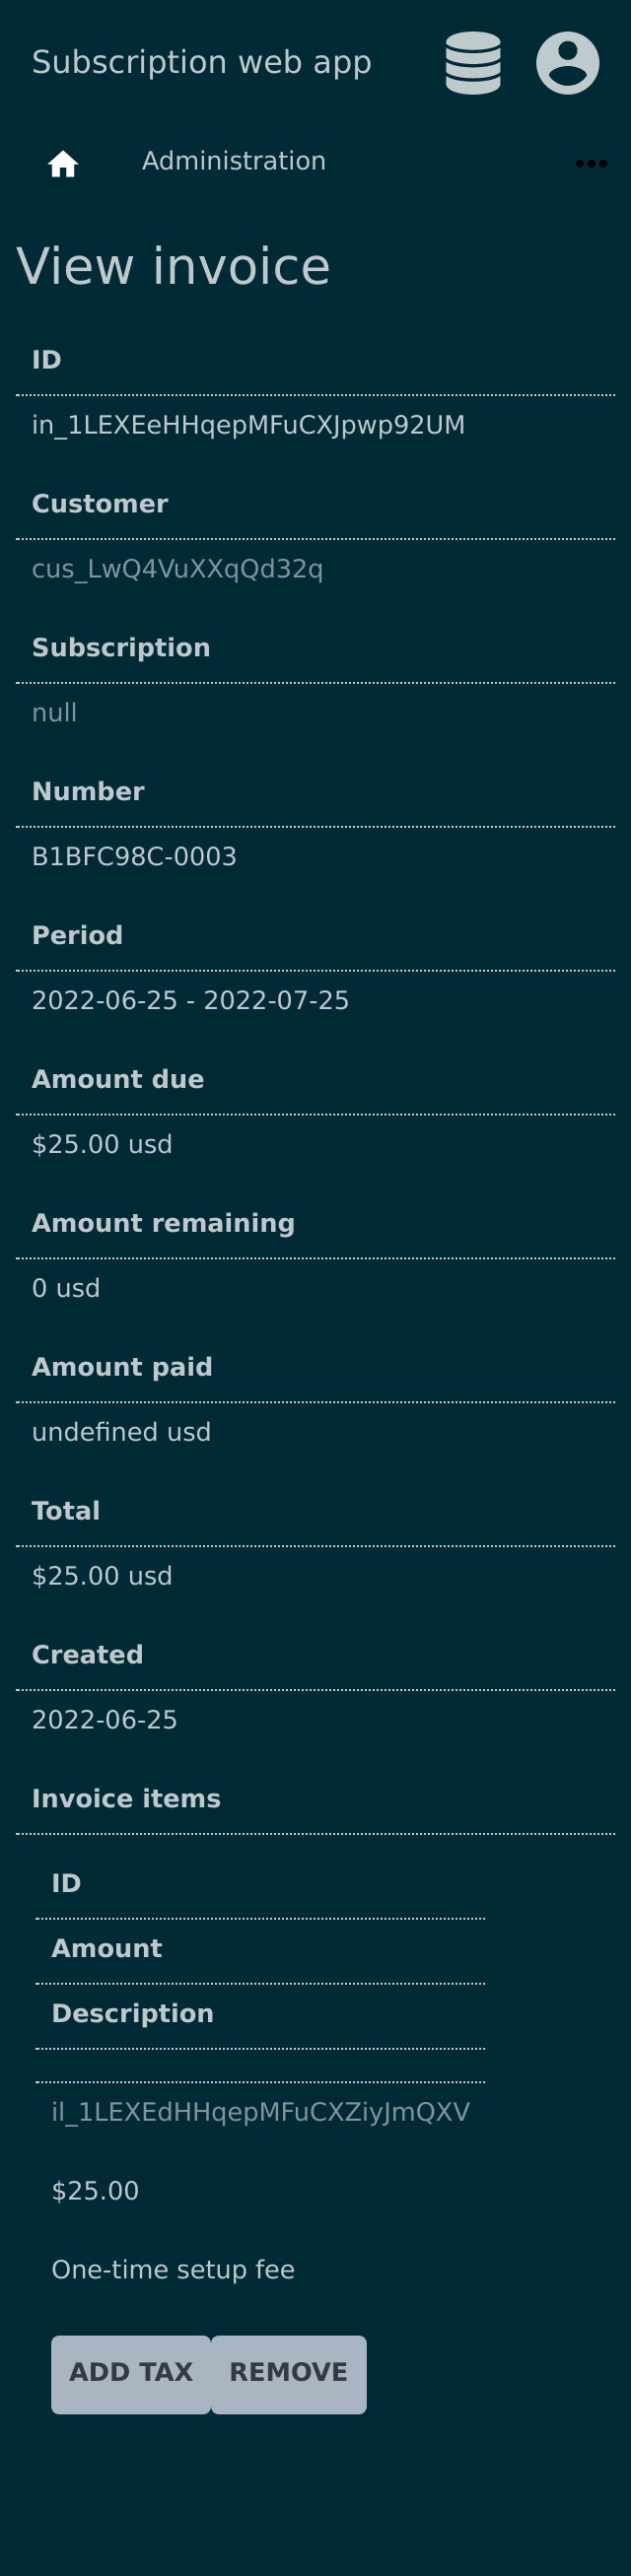 Subscription web app
Administration
View invoice
ID
in_1LEXEeHHqepMFuCXJpwp92UM
Customer
cus_LwQ4VuXXqQd32q
Subscription
null
Number
B1BFC98C-0003
Period
2022-06-25 - 2022-07-25
Amount due
$25.00 usd
Amount remaining
0 usd
Amount paid
undefined usd
Total
$25.00 usd
Created
2022-06-25
Invoice items
ID
Amount
Description
il_1LEXEdHHqepMFuCXZiyJmQXV
$25.00
One-time setup fee
ADD TAX REMOVE